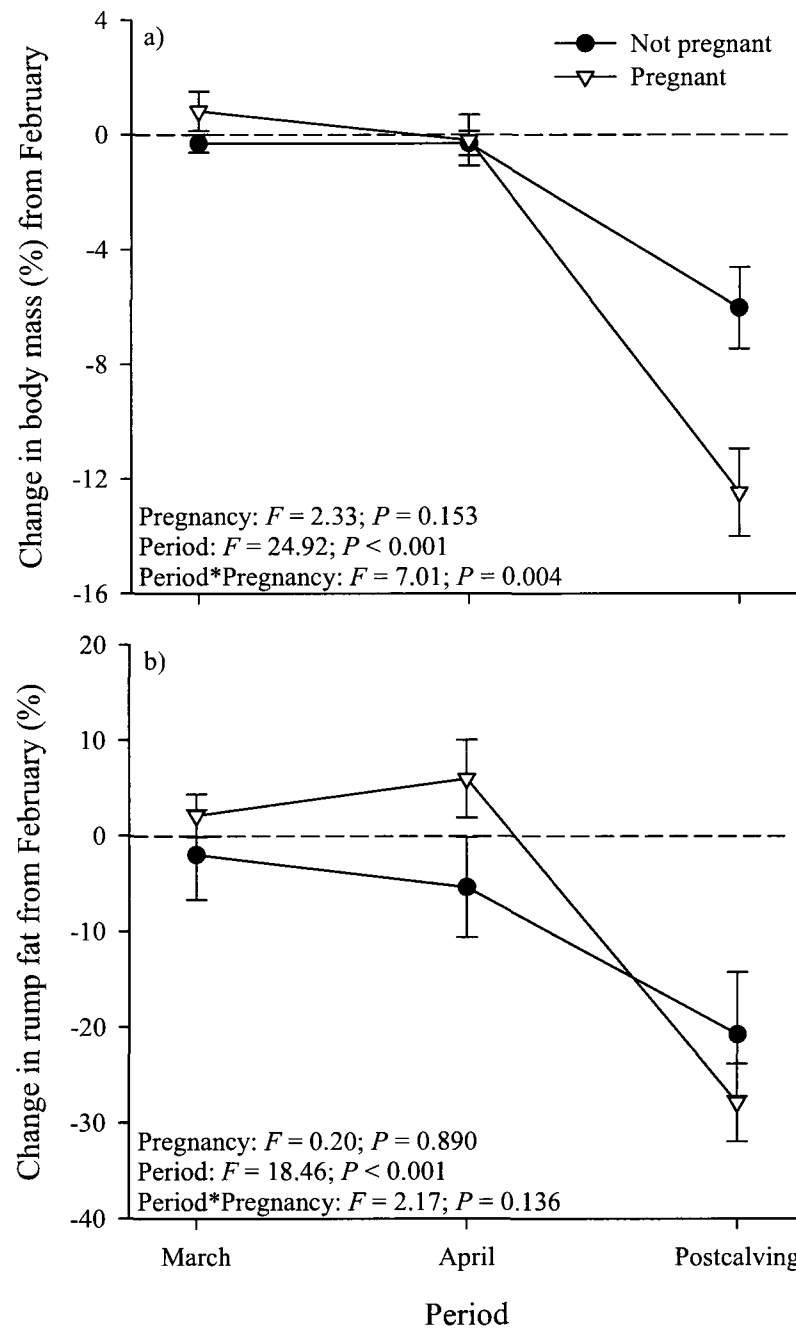 a)
Not pregnant
Pregnant
Change in body mass (%) from February
4
0
-4
-8
-12
-16
Pregnancy: F = 2.33; P = 0.153
Period: F = 24.92; P < 0.001
Period*Pregnancy: F = 7.01; P = 0.004
b)
Change in rump fat from February (%)
20
10
0
-10
-20
-30
-40
Pregnancy: F = 0.20; P = 0.890
Period: F = 18.46; P < 0.001
Period*Pregnancy: F = 2.17; P = 0.136
March April Postcalving
Period